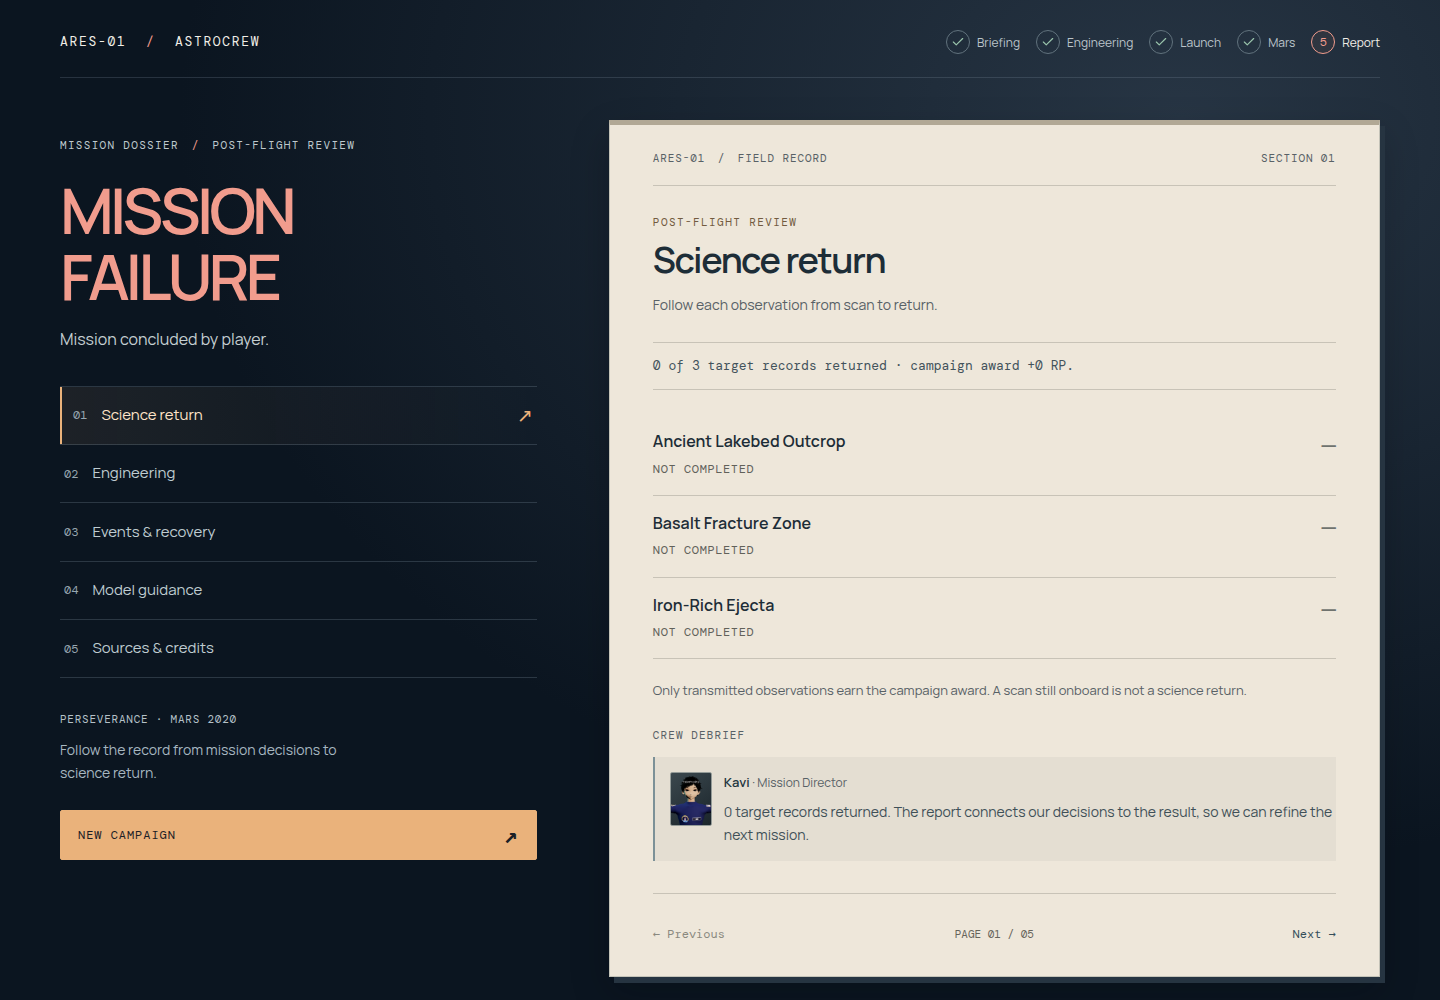 ARES-01 / ASTROCREW
Briefing Engineering Launch Mars 5 Report
MISSION DOSSIER / POST-FLIGHT REVIEW
MISSION
FAILURE
Mission concluded by player.
01 Science return ↗
02 Engineering
03 Events & recovery
04 Model guidance
05 Sources & credits
PERSEVERANCE · MARS 2020
Follow the record from mission decisions to
science return.
NEW CAMPAIGN ↗
ARES-01 / FIELD RECORD SECTION 01
POST-FLIGHT REVIEW
Science return
Follow each observation from scan to return.
0 of 3 target records returned · campaign award +0 RP.
Ancient Lakebed Outcrop —
NOT COMPLETED
Basalt Fracture Zone —
NOT COMPLETED
Iron-Rich Ejecta —
NOT COMPLETED
Only transmitted observations earn the campaign award. A scan still onboard is not a science return.
CREW DEBRIEF
Kavi · Mission Director
0 target records returned. The report connects our decisions to the result, so we can refine the
next mission.
← Previous PAGE 01 / 05 Next →